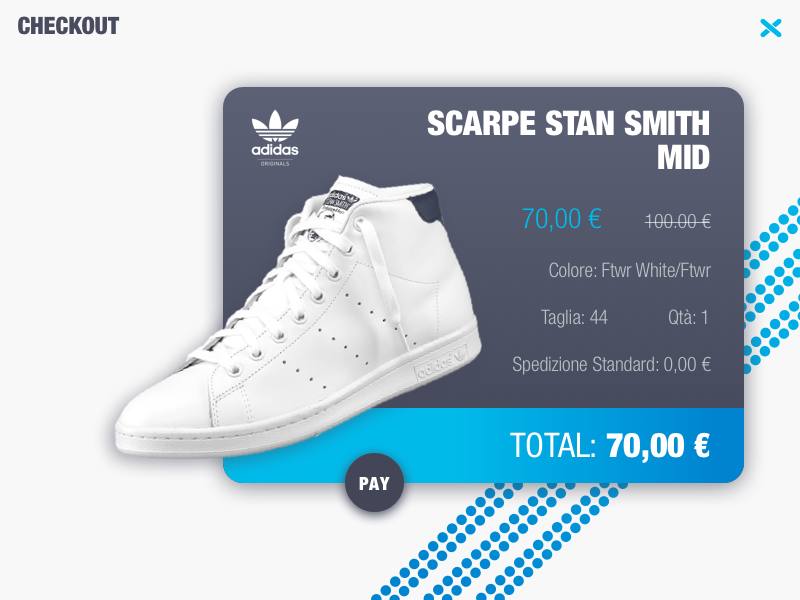 CHECKOUT
adidas
ORIGINALS
SCARPE STAN SMITH
MID
70,00 €
100.00 €
Colore: Ftwr White/Ftwr
Taglia: 44
Qtà: 1
Spedizione Standard: 0,00 €
adidas
TOTAL: 70,00 €
PAY